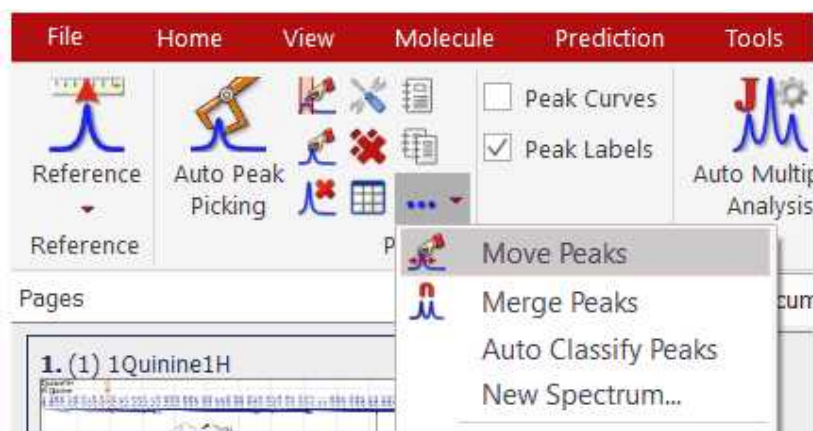 File Home View Molecule Prediction Tools
Reference
Auto Peak
Picking
Peak Curves
Peak Labels
Auto Multip
Analysis
Reference
P
Move Peaks
Merge Peaks
Auto Classify Peaks
New Spectrum...
Pages
cum
1. (1) 1Quinine1H